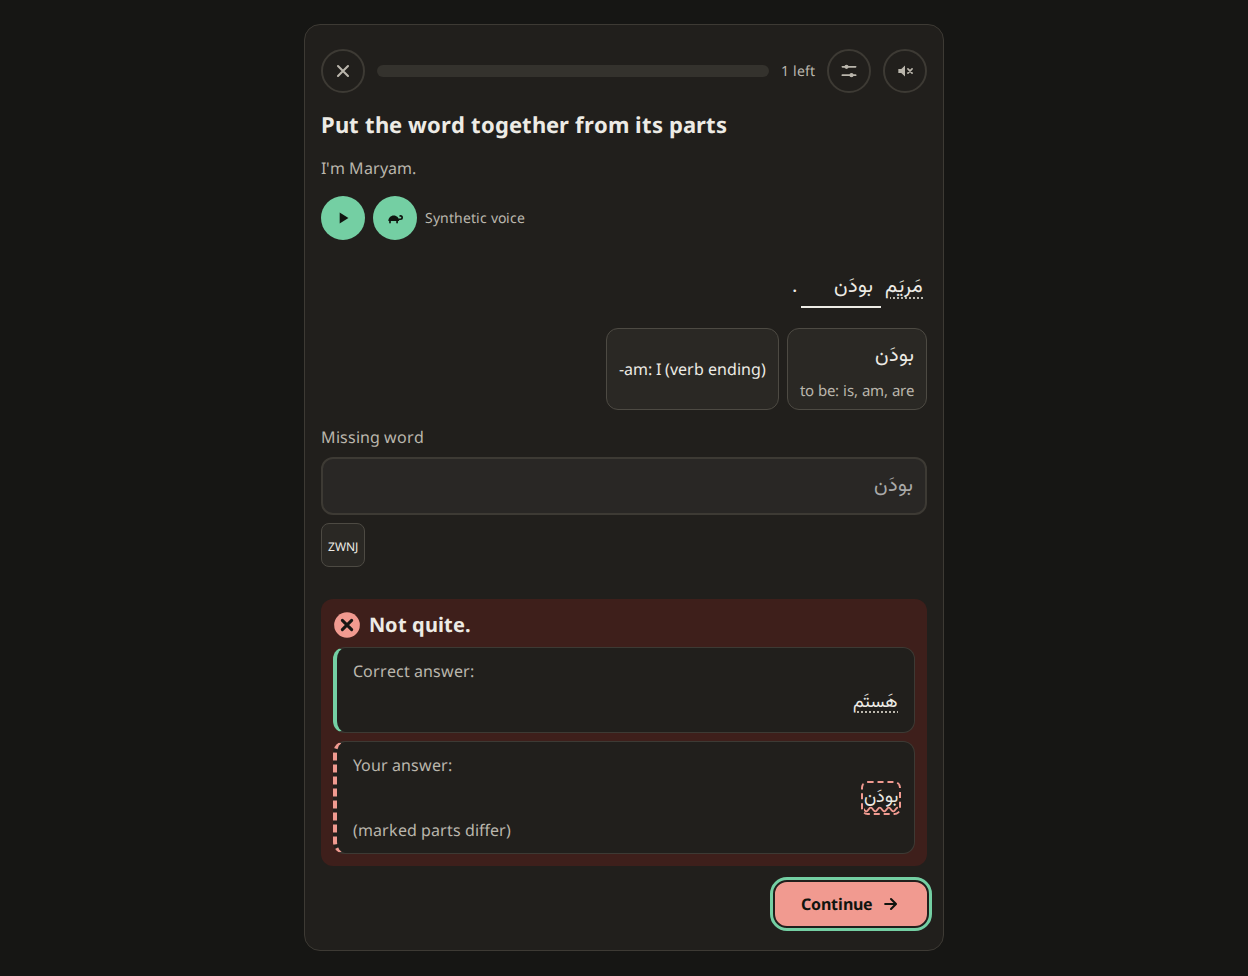 1 left
Put the word together from its parts
I'm Maryam.
Synthetic voice
مَریَم بودَن .
بودَن
to be: is, am, are
-am: I (verb ending)
Missing word
بودَن
ZWNJ
Not quite.
Correct answer:
هَستَم
Your answer:
بودَن
(marked parts differ)
Continue